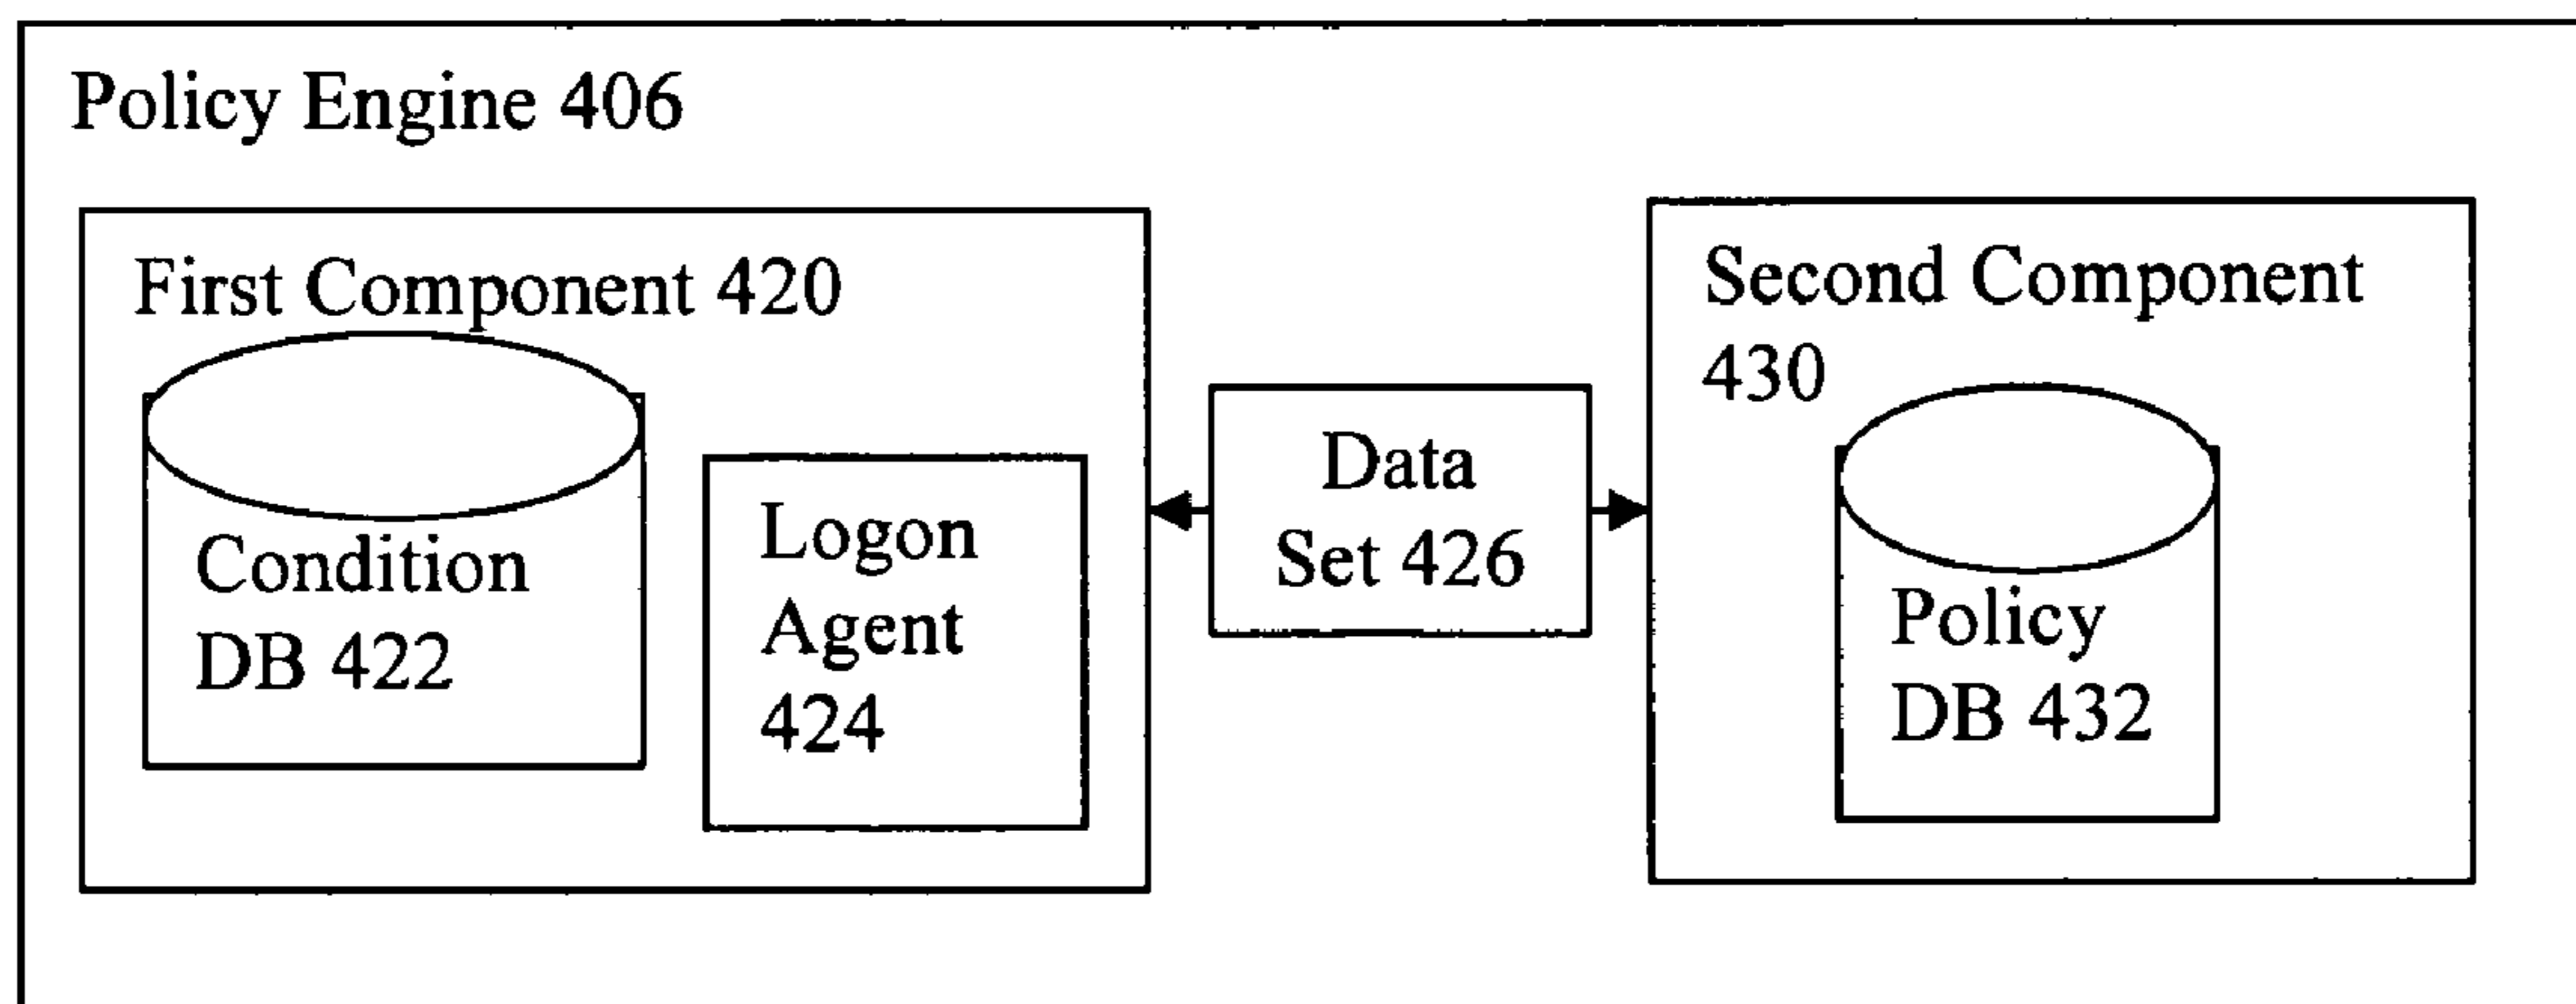 Policy Engine 406
First Component 420
Condition
DB 422
Logon
Agent
424
Data
Set 426
Second Component
430
Policy
DB 432